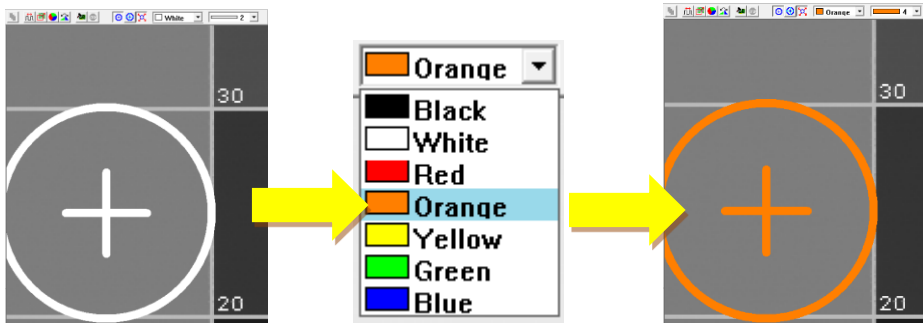 White 2
30
20
Orange
Black
White
Red
Orange
Yellow
Green
Blue
Orange 4
30
20